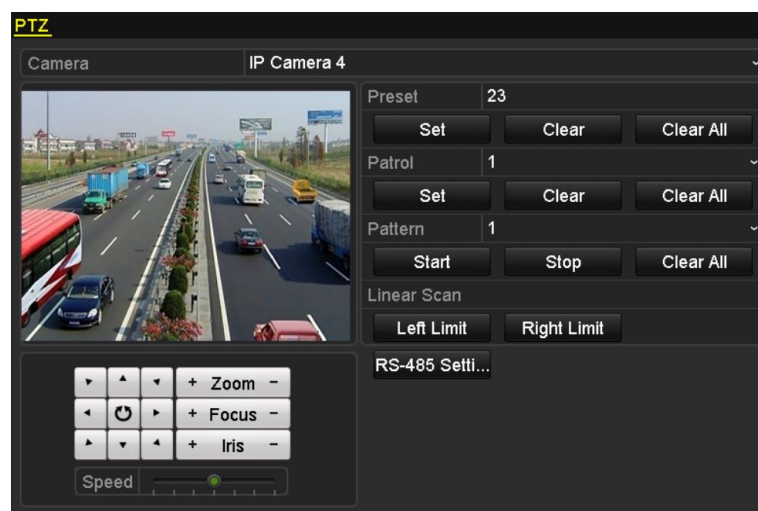 PTZ
Camera IP Camera 4
Preset 23
Set Clear Clear All
Patrol 1
Set Clear Clear All
Pattern 1
Start Stop Clear All
Linear Scan
Left Limit Right Limit
RS-485 Setti...
+ Zoom -
+ Focus -
+ Iris -
Speed